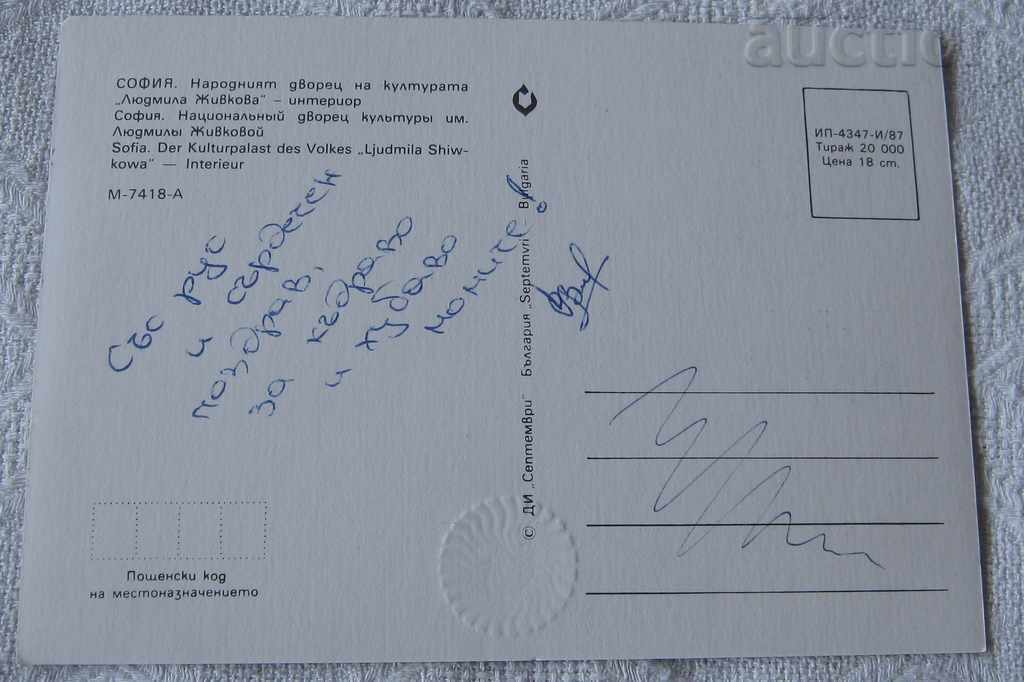 СОФИЯ. Народният дворец на културата
„Людмила Живкова" – интериор
София. Национальный дворец культуры им.
Людмилы Живковой
Sofia. Der Kulturpalast des Volkes „Ljudmila Shiw-
kowa" — Interieur
М-7418-А
Със рус
и сърдечен
поздрав,
за къдраво
и хубаво
момиче!
Пощенски код
на местоназначението
© ДИ „Септември" България „Septemvri" Bulgaria
auctio
ИП-4347-И/87
Тираж 20 000
Цена 18 ст.